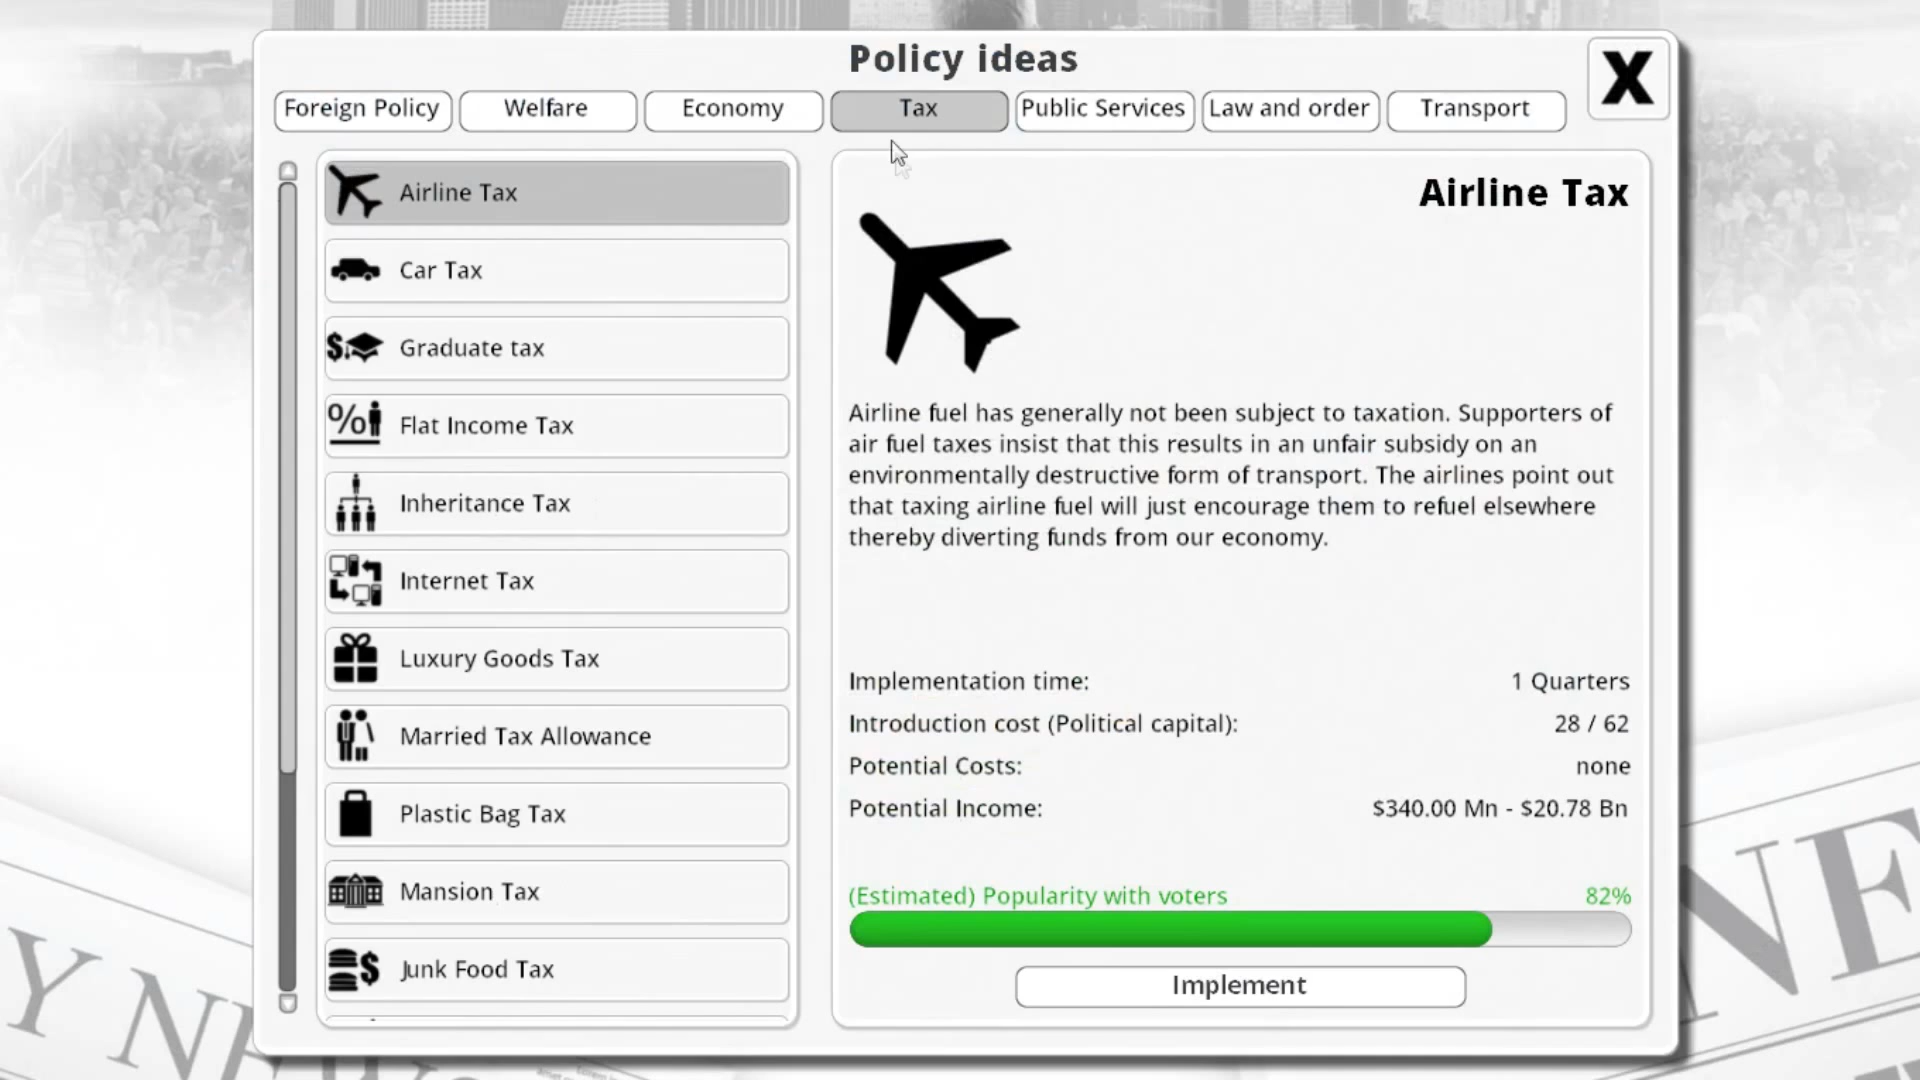 Policy ideas
X
Foreign Policy
Welfare
Economy
Tax
Public Services
Law and order
Transport
Airline Tax
Car Tax
Graduate tax
Flat Income Tax
Inheritance Tax
Internet Tax
Luxury Goods Tax
Married Tax Allowance
Plastic Bag Tax
Mansion Tax
Junk Food Tax
Airline Tax
Airline fuel has generally not been subject to taxation. Supporters of
air fuel taxes insist that this results in an unfair subsidy on an
environmentally destructive form of transport. The airlines point out
that taxing airline fuel will just encourage them to refuel elsewhere
thereby diverting funds from our economy.
Implementation time: 1 Quarters
Introduction cost (Political capital): 28 / 62
Potential Costs: none
Potential Income: $340.00 Mn - $20.78 Bn
(Estimated) Popularity with voters 82%
Implement